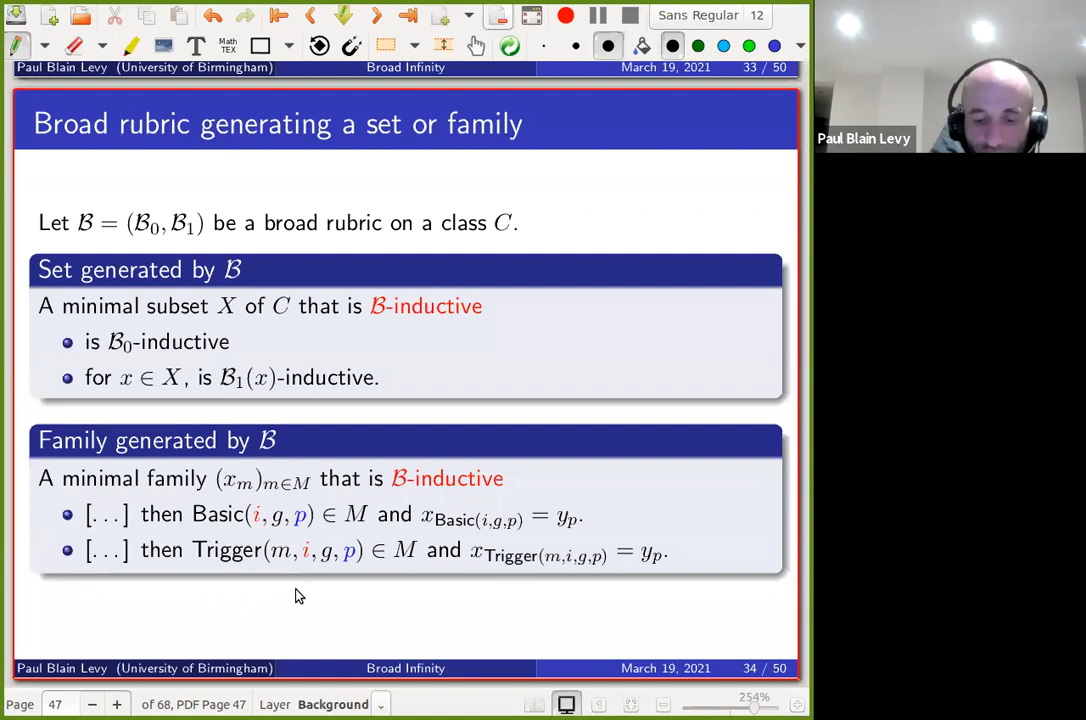 Sans Regular 12
Math
TEX
Paul Blain Levy (University of Birmingham) Broad Infinity March 19, 2021 33 / 50
Broad rubric generating a set or family
Let ℬ = (ℬ₀, ℬ₁) be a broad rubric on a class C.
Set generated by ℬ
A minimal subset X of C that is ℬ-inductive
is ℬ₀-inductive
for x ∈ X, is ℬ₁(x)-inductive.
Family generated by ℬ
A minimal family (xₘ)ₘ∈M that is ℬ-inductive
[. . . ] then Basic(i, g, p) ∈ M and x_Basic(i,g,p) = yₚ.
[. . . ] then Trigger(m, i, g, p) ∈ M and x_Trigger(m,i,g,p) = yₚ.
Paul Blain Levy (University of Birmingham) Broad Infinity March 19, 2021 34 / 50
Page 47 of 68, PDF Page 47 Layer Background 254%
Paul Blain Levy